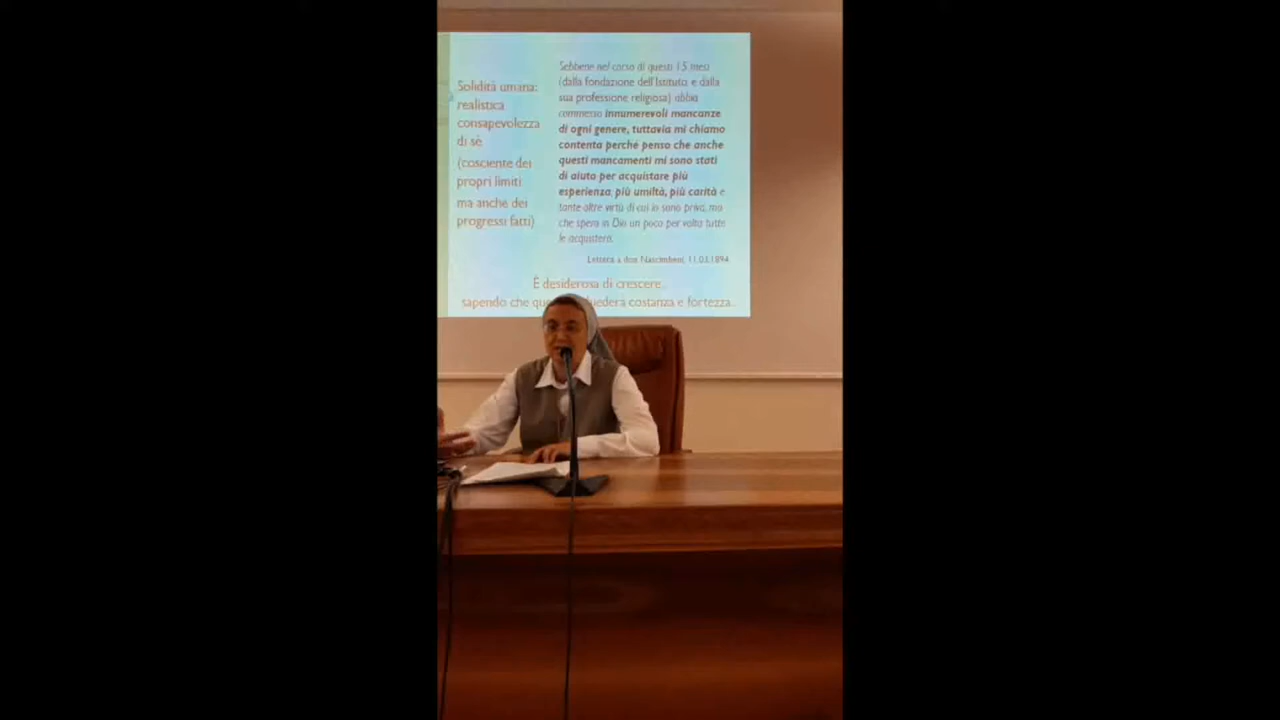 Solidità umana:
realistica
consapevolezza
di sè
(cosciente dei
propri limiti
ma anche dei
progressi fatti)
Sebbene nel corso di questi 15 mesi
(dalla fondazione dell'Istituto e dalla
sua professione religiosa) abbia
commesso innumerevoli mancanze
di ogni genere, tuttavia mi chiamo
contenta perché penso che anche
questi mancamenti mi sono stati
di aiuto per acquistare più
esperienza, più umiltà, più carità e
tante altre virtù di cui io sono priva, ma
che spero in Dio un poco per volta tutte
le acquisterò.
Lettera a don Nascimbeni, 11.03.1894
È desiderosa di crescere,
sapendo che costanza e fortezza.